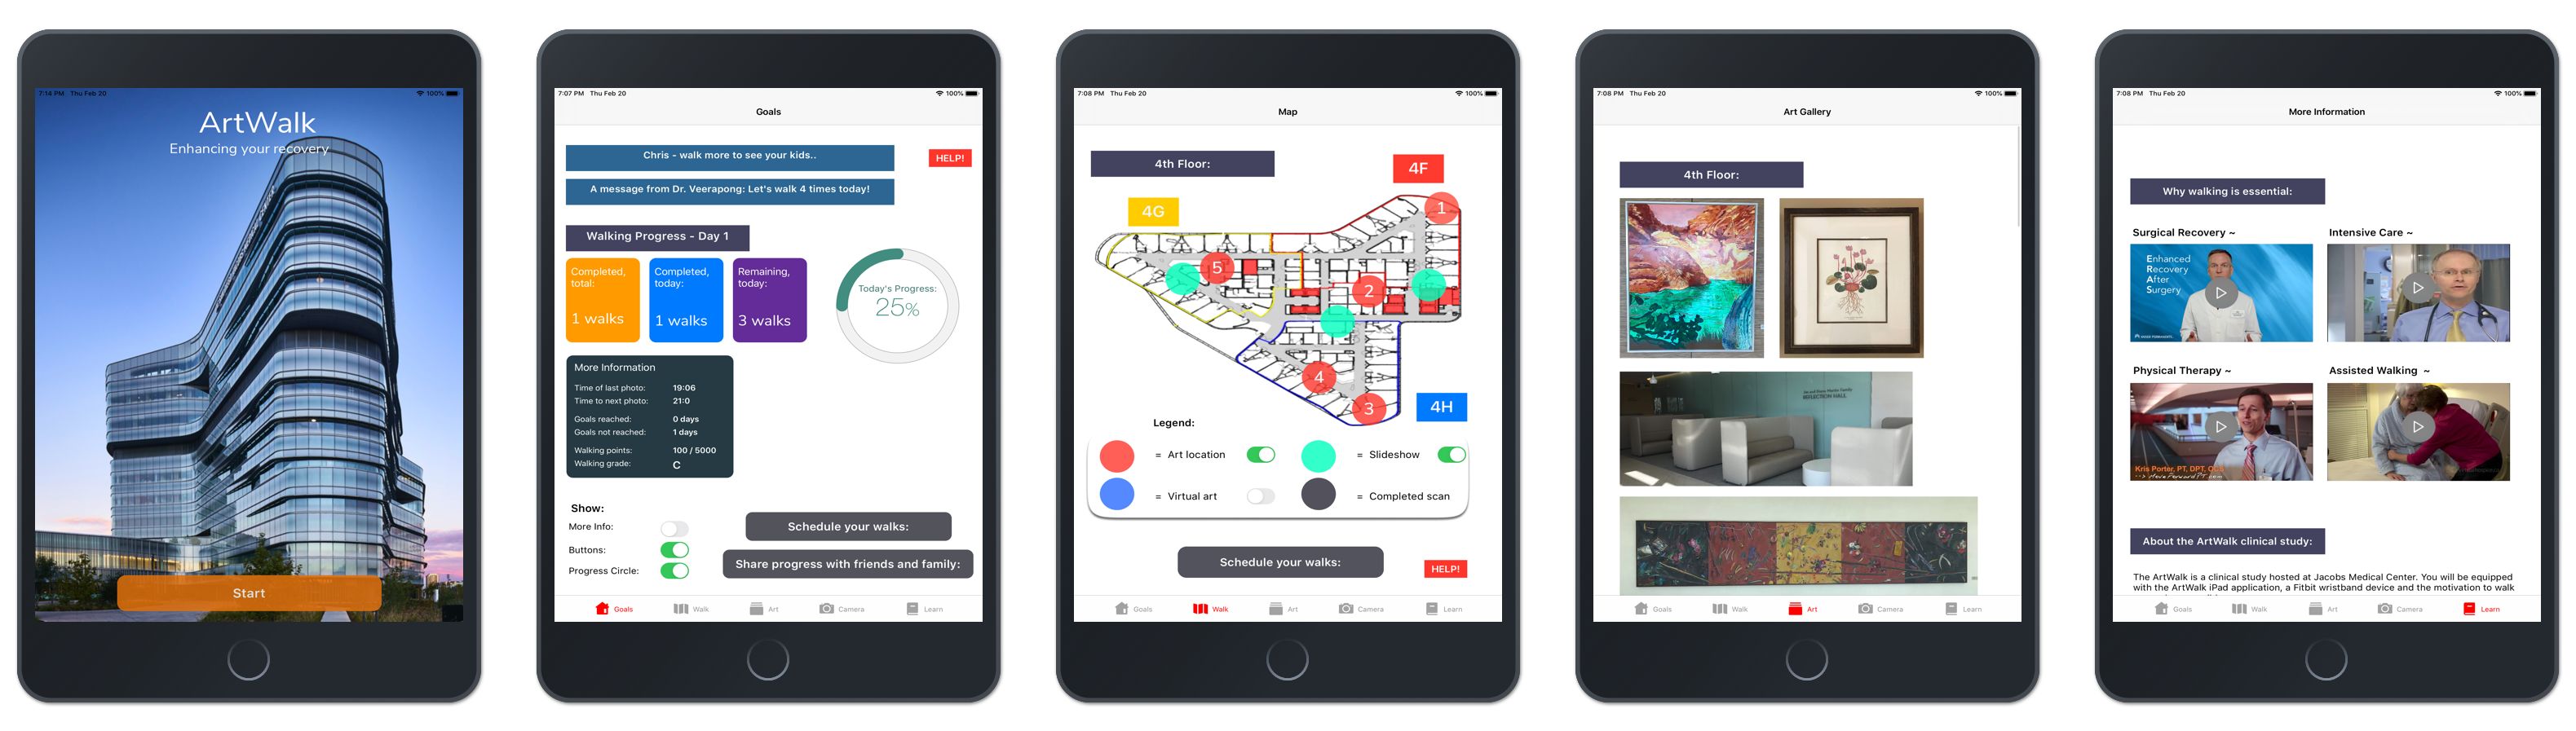 7:14 PM Thu Feb 20
100%
ArtWalk
Enhancing your recovery
Start
7:07 PM Thu Feb 20
100%
Goals
Chris - walk more to see your kids..
HELP!
A message from Dr. Veerapong: Let's walk 4 times today!
Walking Progress - Day 1
Completed, total:
1 walks
Completed, today:
1 walks
Remaining, today:
3 walks
Today's Progress:
25%
More Information
Time of last photo: 19:06
Time to next photo: 21:0
Goals reached: 0 days
Goals not reached: 1 days
Walking points: 100 / 5000
Walking grade: C
Show:
More Info:
Buttons:
Progress Circle:
Schedule your walks:
Share progress with friends and family:
Goals Walk Art Camera Learn
7:08 PM Thu Feb 20
100%
Map
4th Floor:
4F
4G
1
5
2
4
3
4H
Legend:
= Art location
= Slideshow
= Virtual art
= Completed scan
Schedule your walks:
HELP!
Goals Walk Art Camera Learn
7:08 PM Thu Feb 20
100%
Art Gallery
4th Floor:
REFLECTION HALL
Goals Walk Art Camera Learn
7:08 PM Thu Feb 20
100%
More Information
Why walking is essential:
Surgical Recovery ~
Intensive Care ~
Enhanced
Recovery
After
Surgery
Physical Therapy ~
Assisted Walking ~
Kris Porter, PT, DPT, CCS
About the ArtWalk clinical study:
The ArtWalk is a clinical study hosted at Jacobs Medical Center. You will be equipped
with the ArtWalk iPad application, a Fitbit wristband device and the motivation to walk
Goals Walk Art Camera Learn